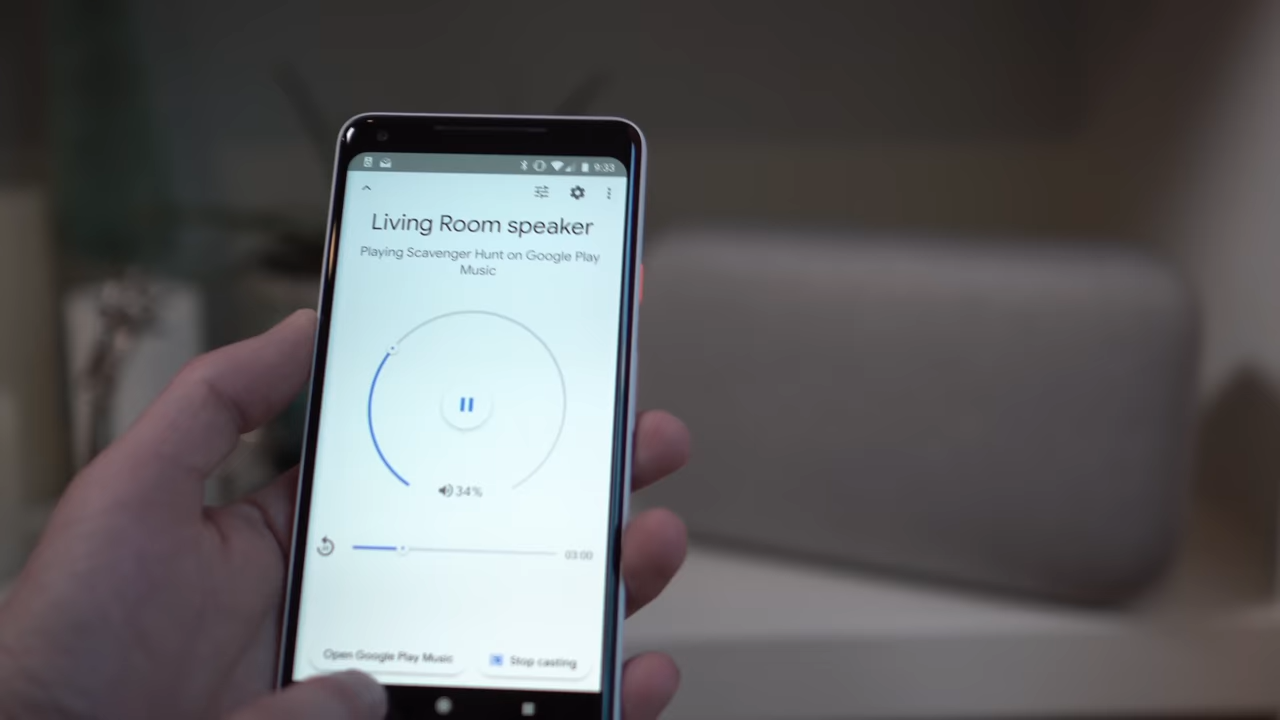 9:33
Living Room speaker
Playing Scavenger Hunt on Google Play
Music
34%
03:00
Open Google Play Music
Stop casting